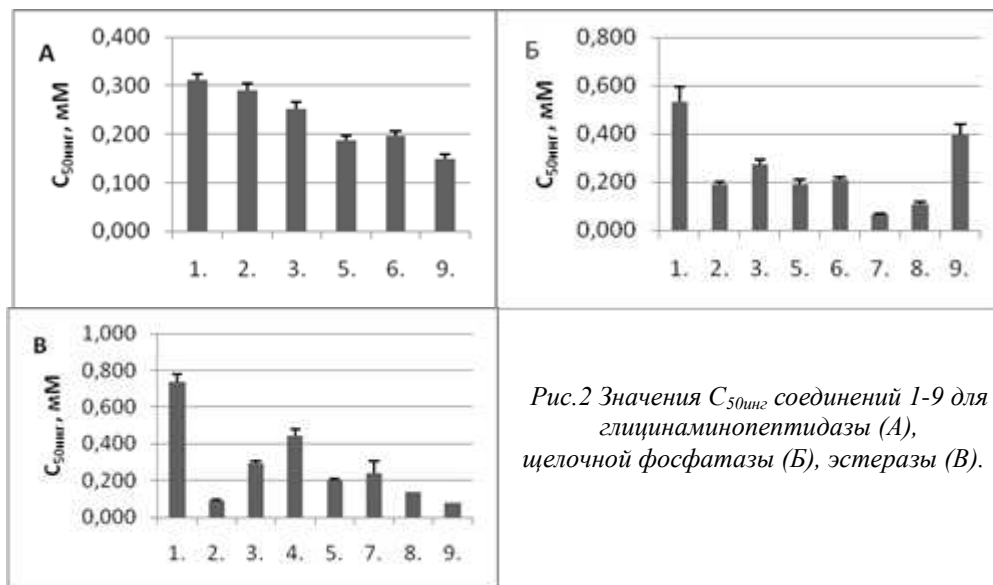 А
0,400
0,300
0,200
0,100
0,000
С50инг, мМ
1. 2. 3. 5. 6. 9.
Б
0,800
0,600
0,400
0,200
0,000
С50инг, мМ
1. 2. 3. 5. 6. 7. 8. 9.
В
1,000
0,800
0,600
0,400
0,200
0,000
С50инг, мМ
1. 2. 3. 4. 5. 7. 8. 9.
Рис.2 Значения С50инг соединений 1-9 для
глицинаминопептидазы (А),
щелочной фосфатазы (Б), эстеразы (В).